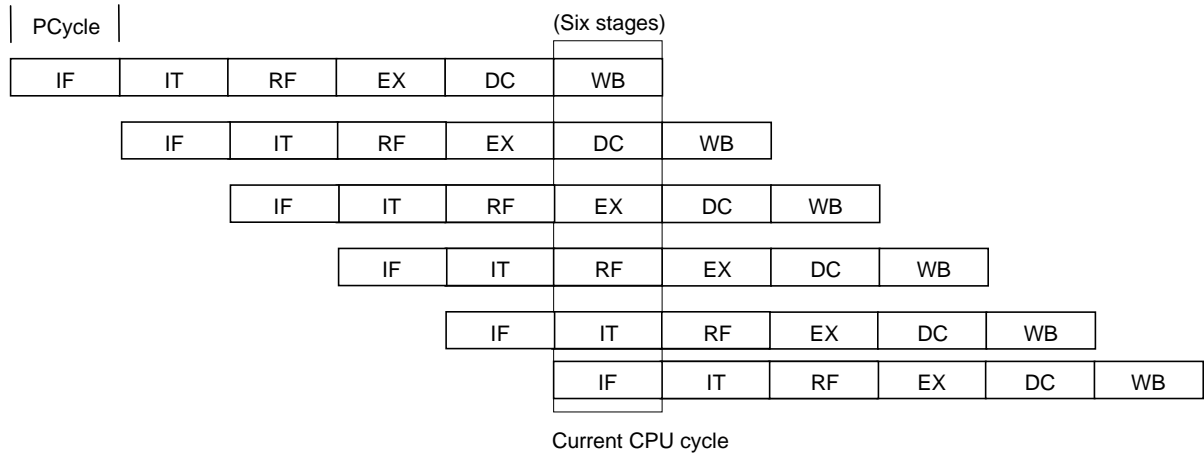 (Six stages)
PCycle
IF IT RF EX DC WB
IF IT RF EX DC WB
IF IT RF EX DC WB
IF IT RF EX DC WB
IF IT RF EX DC WB
IF IT RF EX DC WB
Current CPU cycle